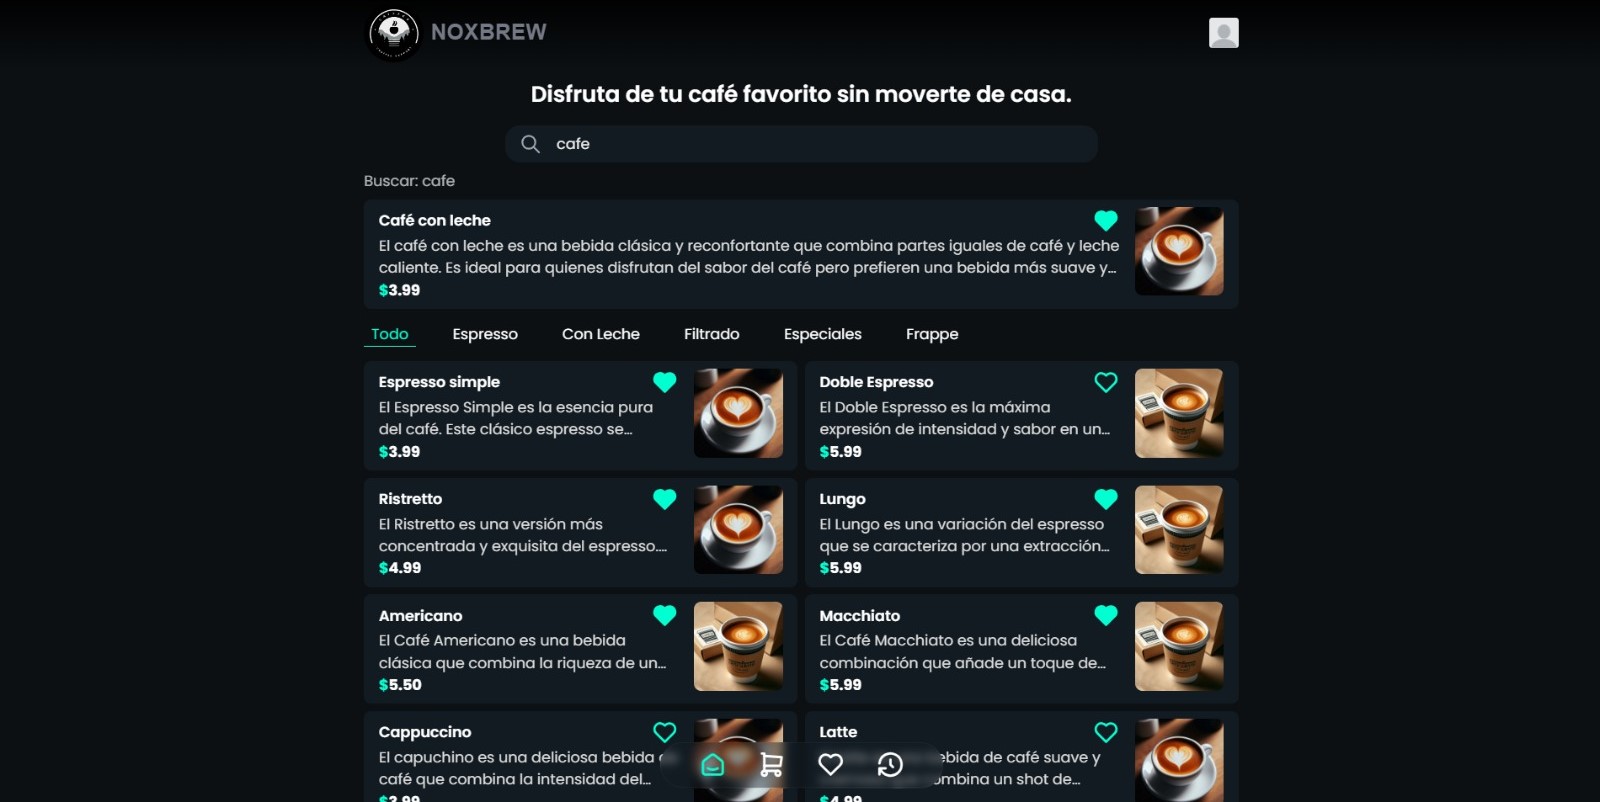 NOXBREW
Disfruta de tu café favorito sin moverte de casa.
cafe
Buscar: cafe
Café con leche
El café con leche es una bebida clásica y reconfortante que combina partes iguales de café y leche
caliente. Es ideal para quienes disfrutan del sabor del café pero prefieren una bebida más suave y…
$3.99
Todo Espresso Con Leche Filtrado Especiales Frappe
Espresso simple
El Espresso Simple es la esencia pura
del café. Este clásico espresso se…
$3.99
Doble Espresso
El Doble Espresso es la máxima
expresión de intensidad y sabor en un…
$5.99
Ristretto
El Ristretto es una versión más
concentrada y exquisita del espresso.…
$4.99
Lungo
El Lungo es una variación del espresso
que se caracteriza por una extracción…
$5.99
Americano
El Café Americano es una bebida
clásica que combina la riqueza de un…
$5.50
Macchiato
El Café Macchiato es una deliciosa
combinación que añade un toque de…
$5.99
Cappuccino
El capuchino es una deliciosa bebida
café que combina la intensidad del…
$3.99
Latte
bebida de café suave y
combina un shot de…
$4.99